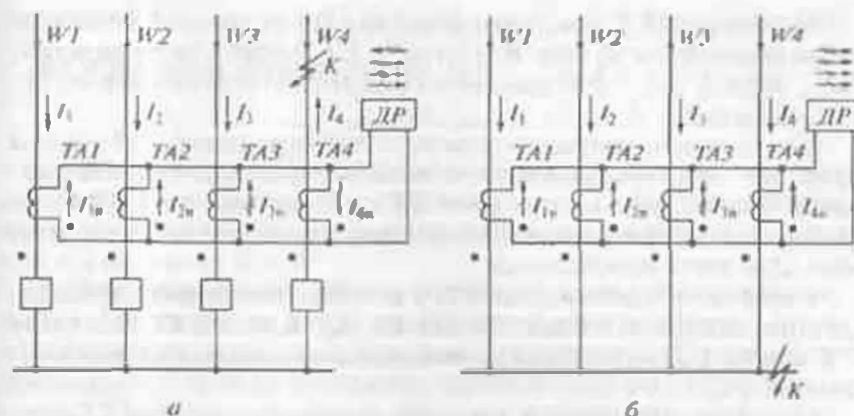 W1 W2 W3 W4
K
I₁ I₂ I₃ I₄ ДР
TA1 TA2 TA3 TA4
I₁в I₂в I₃в I₄в
а
W1 W2 W3 W4
I₁ I₂ I₃ I₄ ДР
TA1 TA2 TA3 TA4
I₁в I₂в I₃в I₄в
K
б